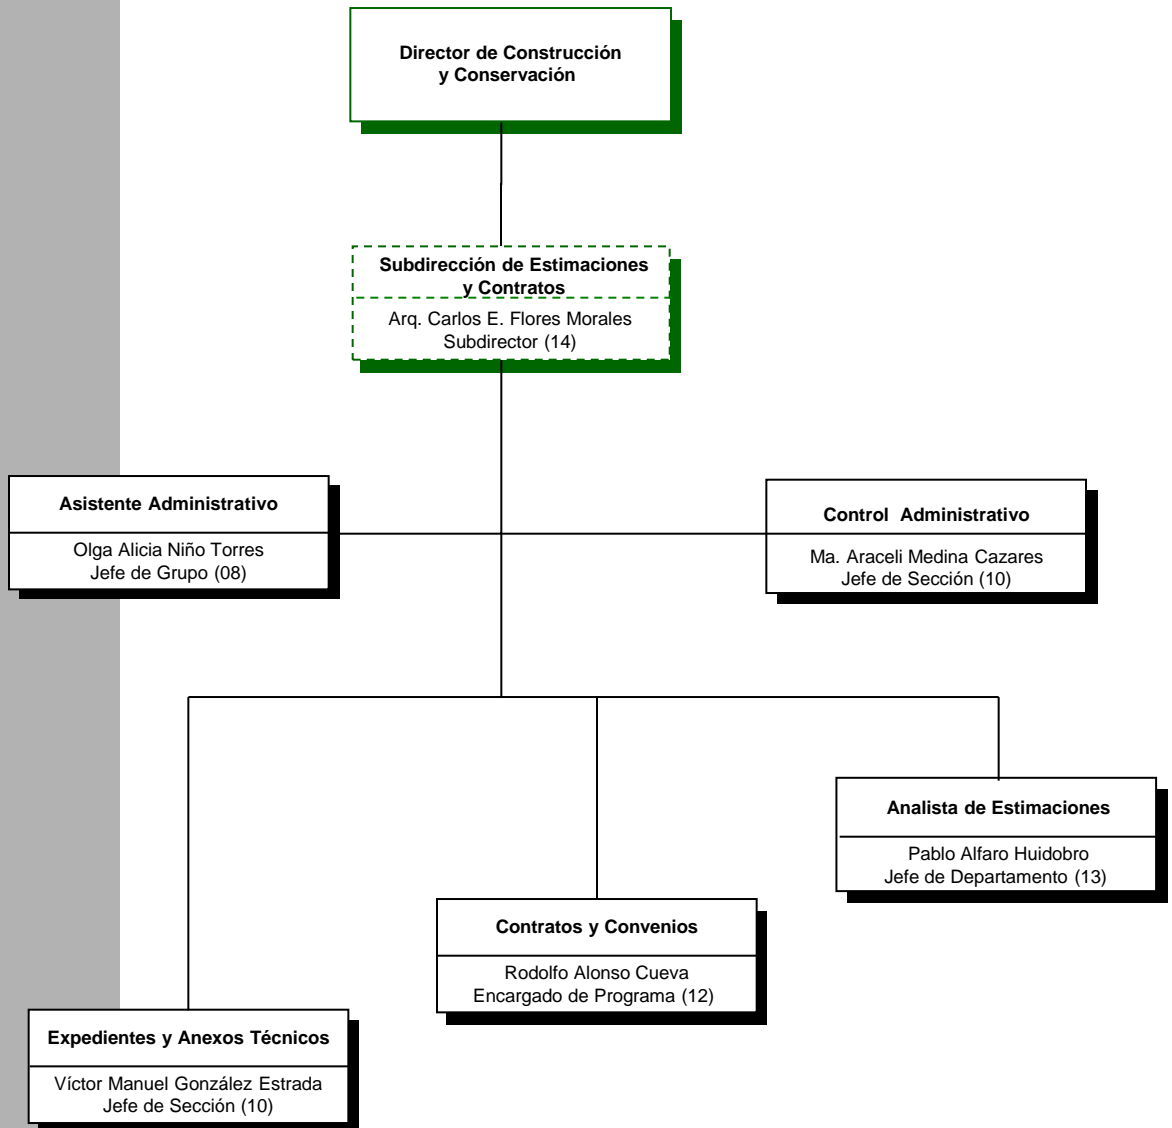 Director de Construcción
y Conservación
Subdirección de Estimaciones
y Contratos
Arq. Carlos E. Flores Morales
Subdirector (14)
Asistente Administrativo
Olga Alicia Niño Torres
Jefe de Grupo (08)
Control Administrativo
Ma. Araceli Medina Cazares
Jefe de Sección (10)
Analista de Estimaciones
Pablo Alfaro Huidobro
Jefe de Departamento (13)
Contratos y Convenios
Rodolfo Alonso Cueva
Encargado de Programa (12)
Expedientes y Anexos Técnicos
Víctor Manuel González Estrada
Jefe de Sección (10)